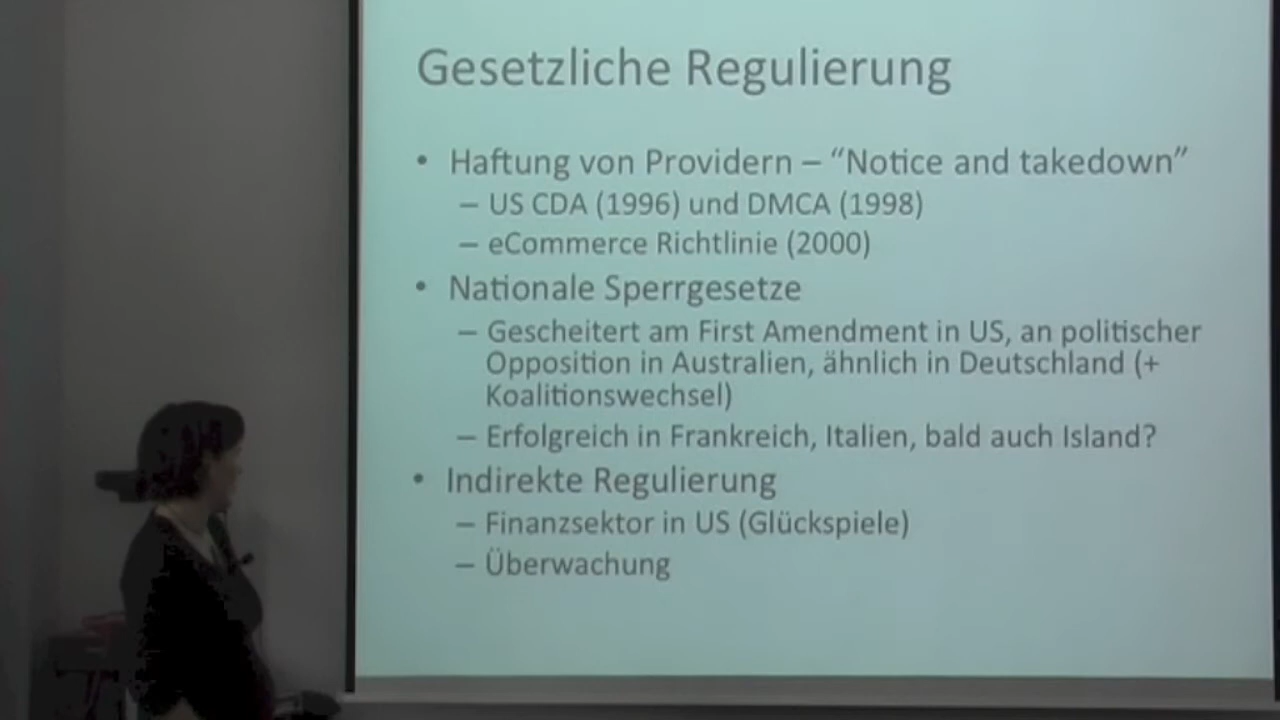 Gesetzliche Regulierung
• Haftung von Providern – “Notice and takedown”
– US CDA (1996) und DMCA (1998)
– eCommerce Richtlinie (2000)
• Nationale Sperrgesetze
– Gescheitert am First Amendment in US, an politischer
Opposition in Australien, ähnlich in Deutschland (+
Koalitionswechsel)
– Erfolgreich in Frankreich, Italien, bald auch Island?
• Indirekte Regulierung
– Finanzsektor in US (Glückspiele)
– Überwachung